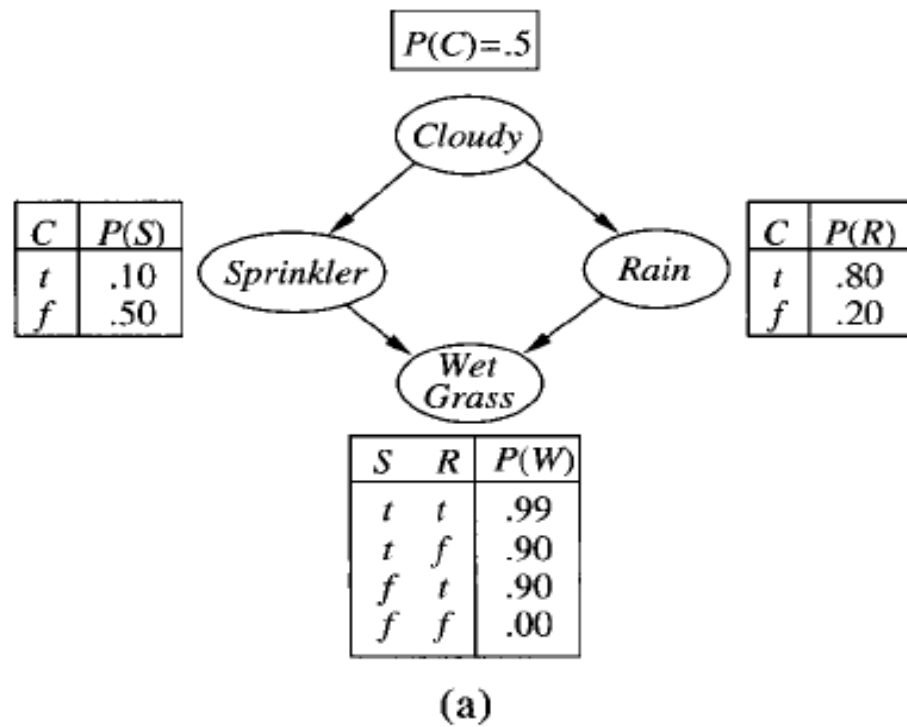 P(C)=.5
Cloudy
C P(S)
t .10
f .50
Sprinkler
Rain
C P(R)
t .80
f .20
Wet
Grass
S R P(W)
t t .99
t f .90
f t .90
f f .00
(a)